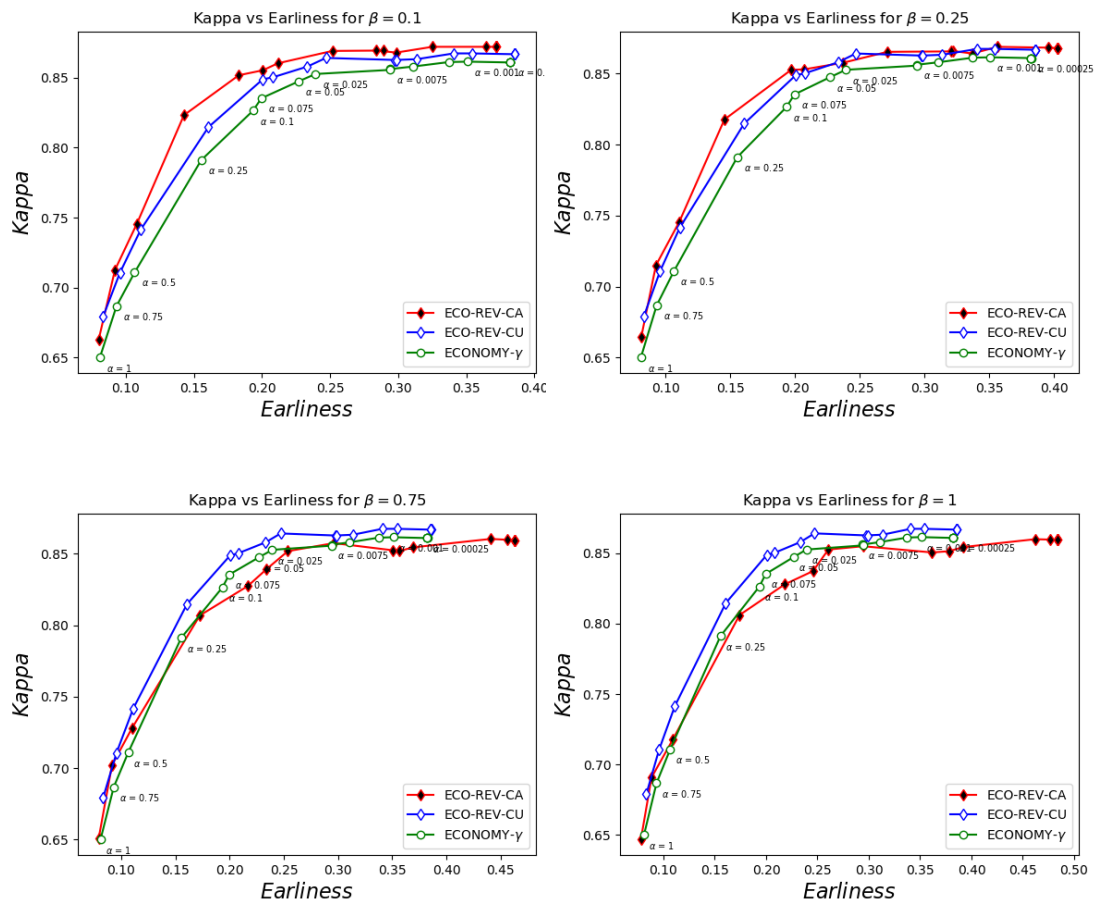 Kappa vs Earliness for β = 0.1
Kappa
0.85
0.80
0.75
0.70
0.65
α = 0.0075
α = 0.001
α = 0.
α = 0.025
α = 0.05
α = 0.075
α = 0.1
α = 0.25
α = 0.5
α = 0.75
α = 1
ECO-REV-CA
ECO-REV-CU
ECONOMY-γ
0.10 0.15 0.20 0.25 0.30 0.35 0.40
Earliness
Kappa vs Earliness for β = 0.25
Kappa
0.85
0.80
0.75
0.70
0.65
α = 0.001
α = 0.00025
α = 0.0075
α = 0.025
α = 0.05
α = 0.075
α = 0.1
α = 0.25
α = 0.5
α = 0.75
α = 1
ECO-REV-CA
ECO-REV-CU
ECONOMY-γ
0.10 0.15 0.20 0.25 0.30 0.35 0.40
Earliness
Kappa vs Earliness for β = 0.75
Kappa
0.85
0.80
0.75
0.70
0.65
α = 0.001
α = 0.00025
α = 0.0075
α = 0.025
α = 0.05
α = 0.075
α = 0.1
α = 0.25
α = 0.5
α = 0.75
α = 1
ECO-REV-CA
ECO-REV-CU
ECONOMY-γ
0.10 0.15 0.20 0.25 0.30 0.35 0.40 0.45
Earliness
Kappa vs Earliness for β = 1
Kappa
0.85
0.80
0.75
0.70
0.65
α = 0.001
α = 0.00025
α = 0.0075
α = 0.025
α = 0.05
α = 0.075
α = 0.1
α = 0.25
α = 0.5
α = 0.75
α = 1
ECO-REV-CA
ECO-REV-CU
ECONOMY-γ
0.10 0.15 0.20 0.25 0.30 0.35 0.40 0.45 0.50
Earliness